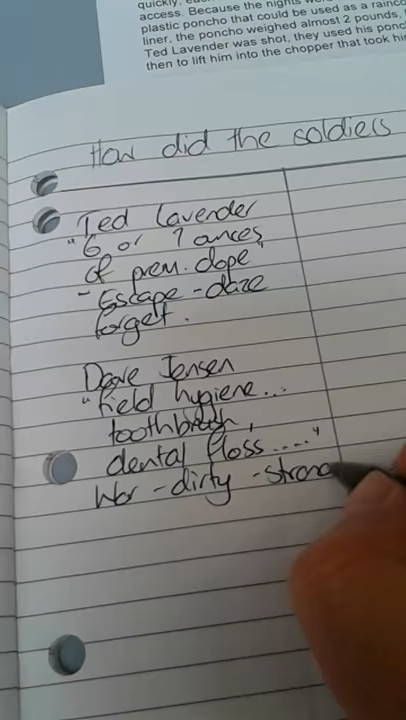 access. Because the nights
plastic poncho that could be used as a rainco
liner, the poncho weighed almost 2 pounds,
Ted Lavender was shot, they used his ponc
then to lift him into the chopper that took him
How did the soldiers
Ted Lavender
"6 or 7 ounces
of prem. dope"
- Escape - daze
forget.
Dave Jensen
"field hygiene...
toothbrush,
dental floss...."
War - dirty - strong